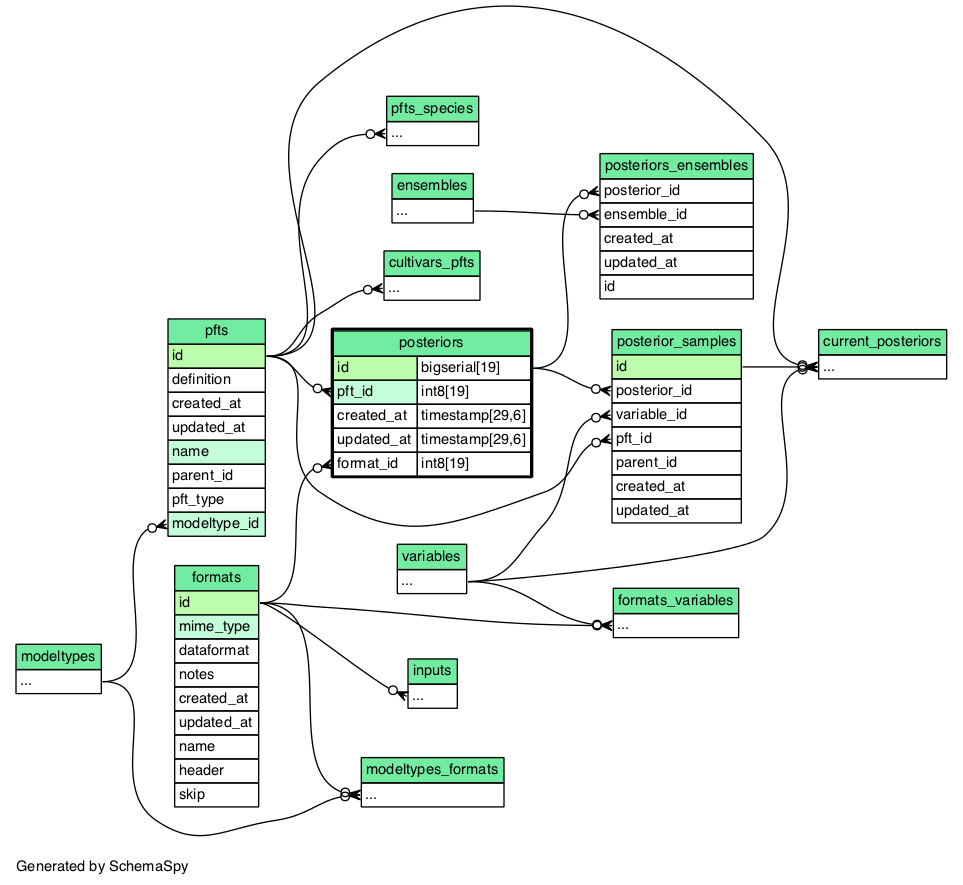 pfts_species
...
ensembles
...
cultivars_pfts
...
posteriors_ensembles
posterior_id
ensemble_id
created_at
updated_at
id
pfts
id
definition
created_at
updated_at
name
parent_id
pft_type
modeltype_id
posteriors
id bigserial[19]
pft_id int8[19]
created_at timestamp[29,6]
updated_at timestamp[29,6]
format_id int8[19]
posterior_samples
id
posterior_id
variable_id
pft_id
parent_id
created_at
updated_at
current_posteriors
...
variables
...
formats
id
mime_type
dataformat
notes
created_at
updated_at
name
header
skip
formats_variables
...
modeltypes
...
inputs
...
modeltypes_formats
...
Generated by SchemaSpy